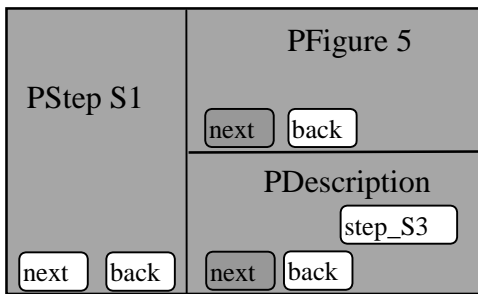 PStep S1
next back
PFigure 5
next back
PDescription
step_S3
next back